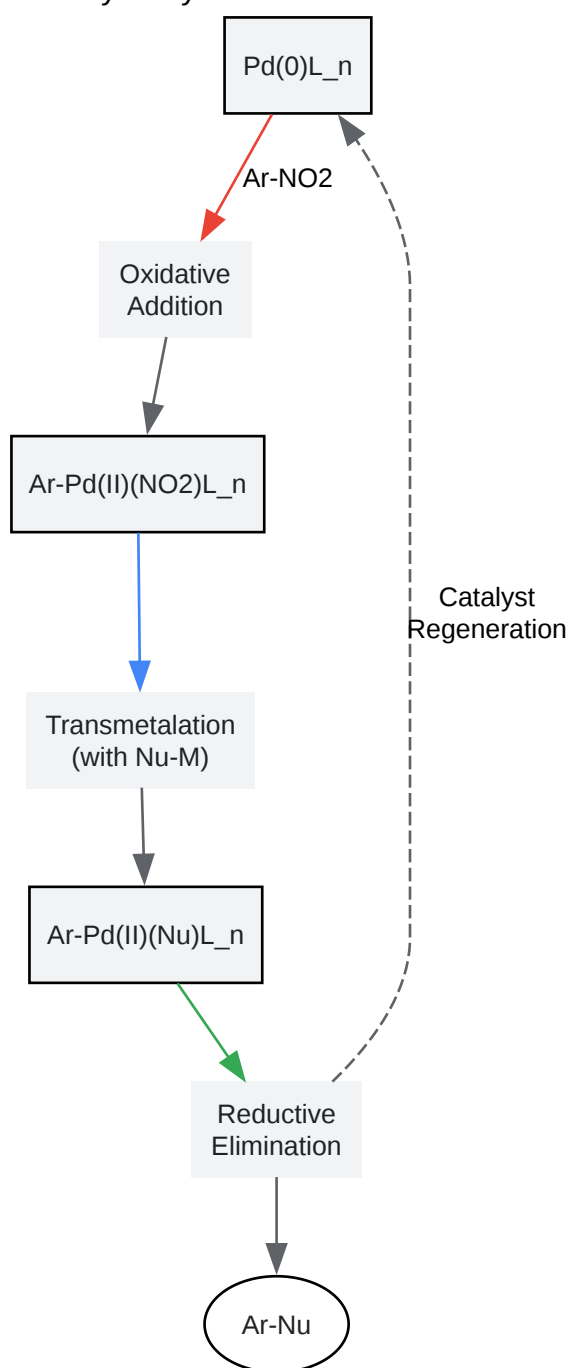 Pd(0)L_n
Ar-NO2
Oxidative
Addition
Ar-Pd(II)(NO2)L_n
Catalyst
Regeneration
Transmetalation
(with Nu-M)
Ar-Pd(II)(Nu)L_n
Reductive
Elimination
Ar-Nu